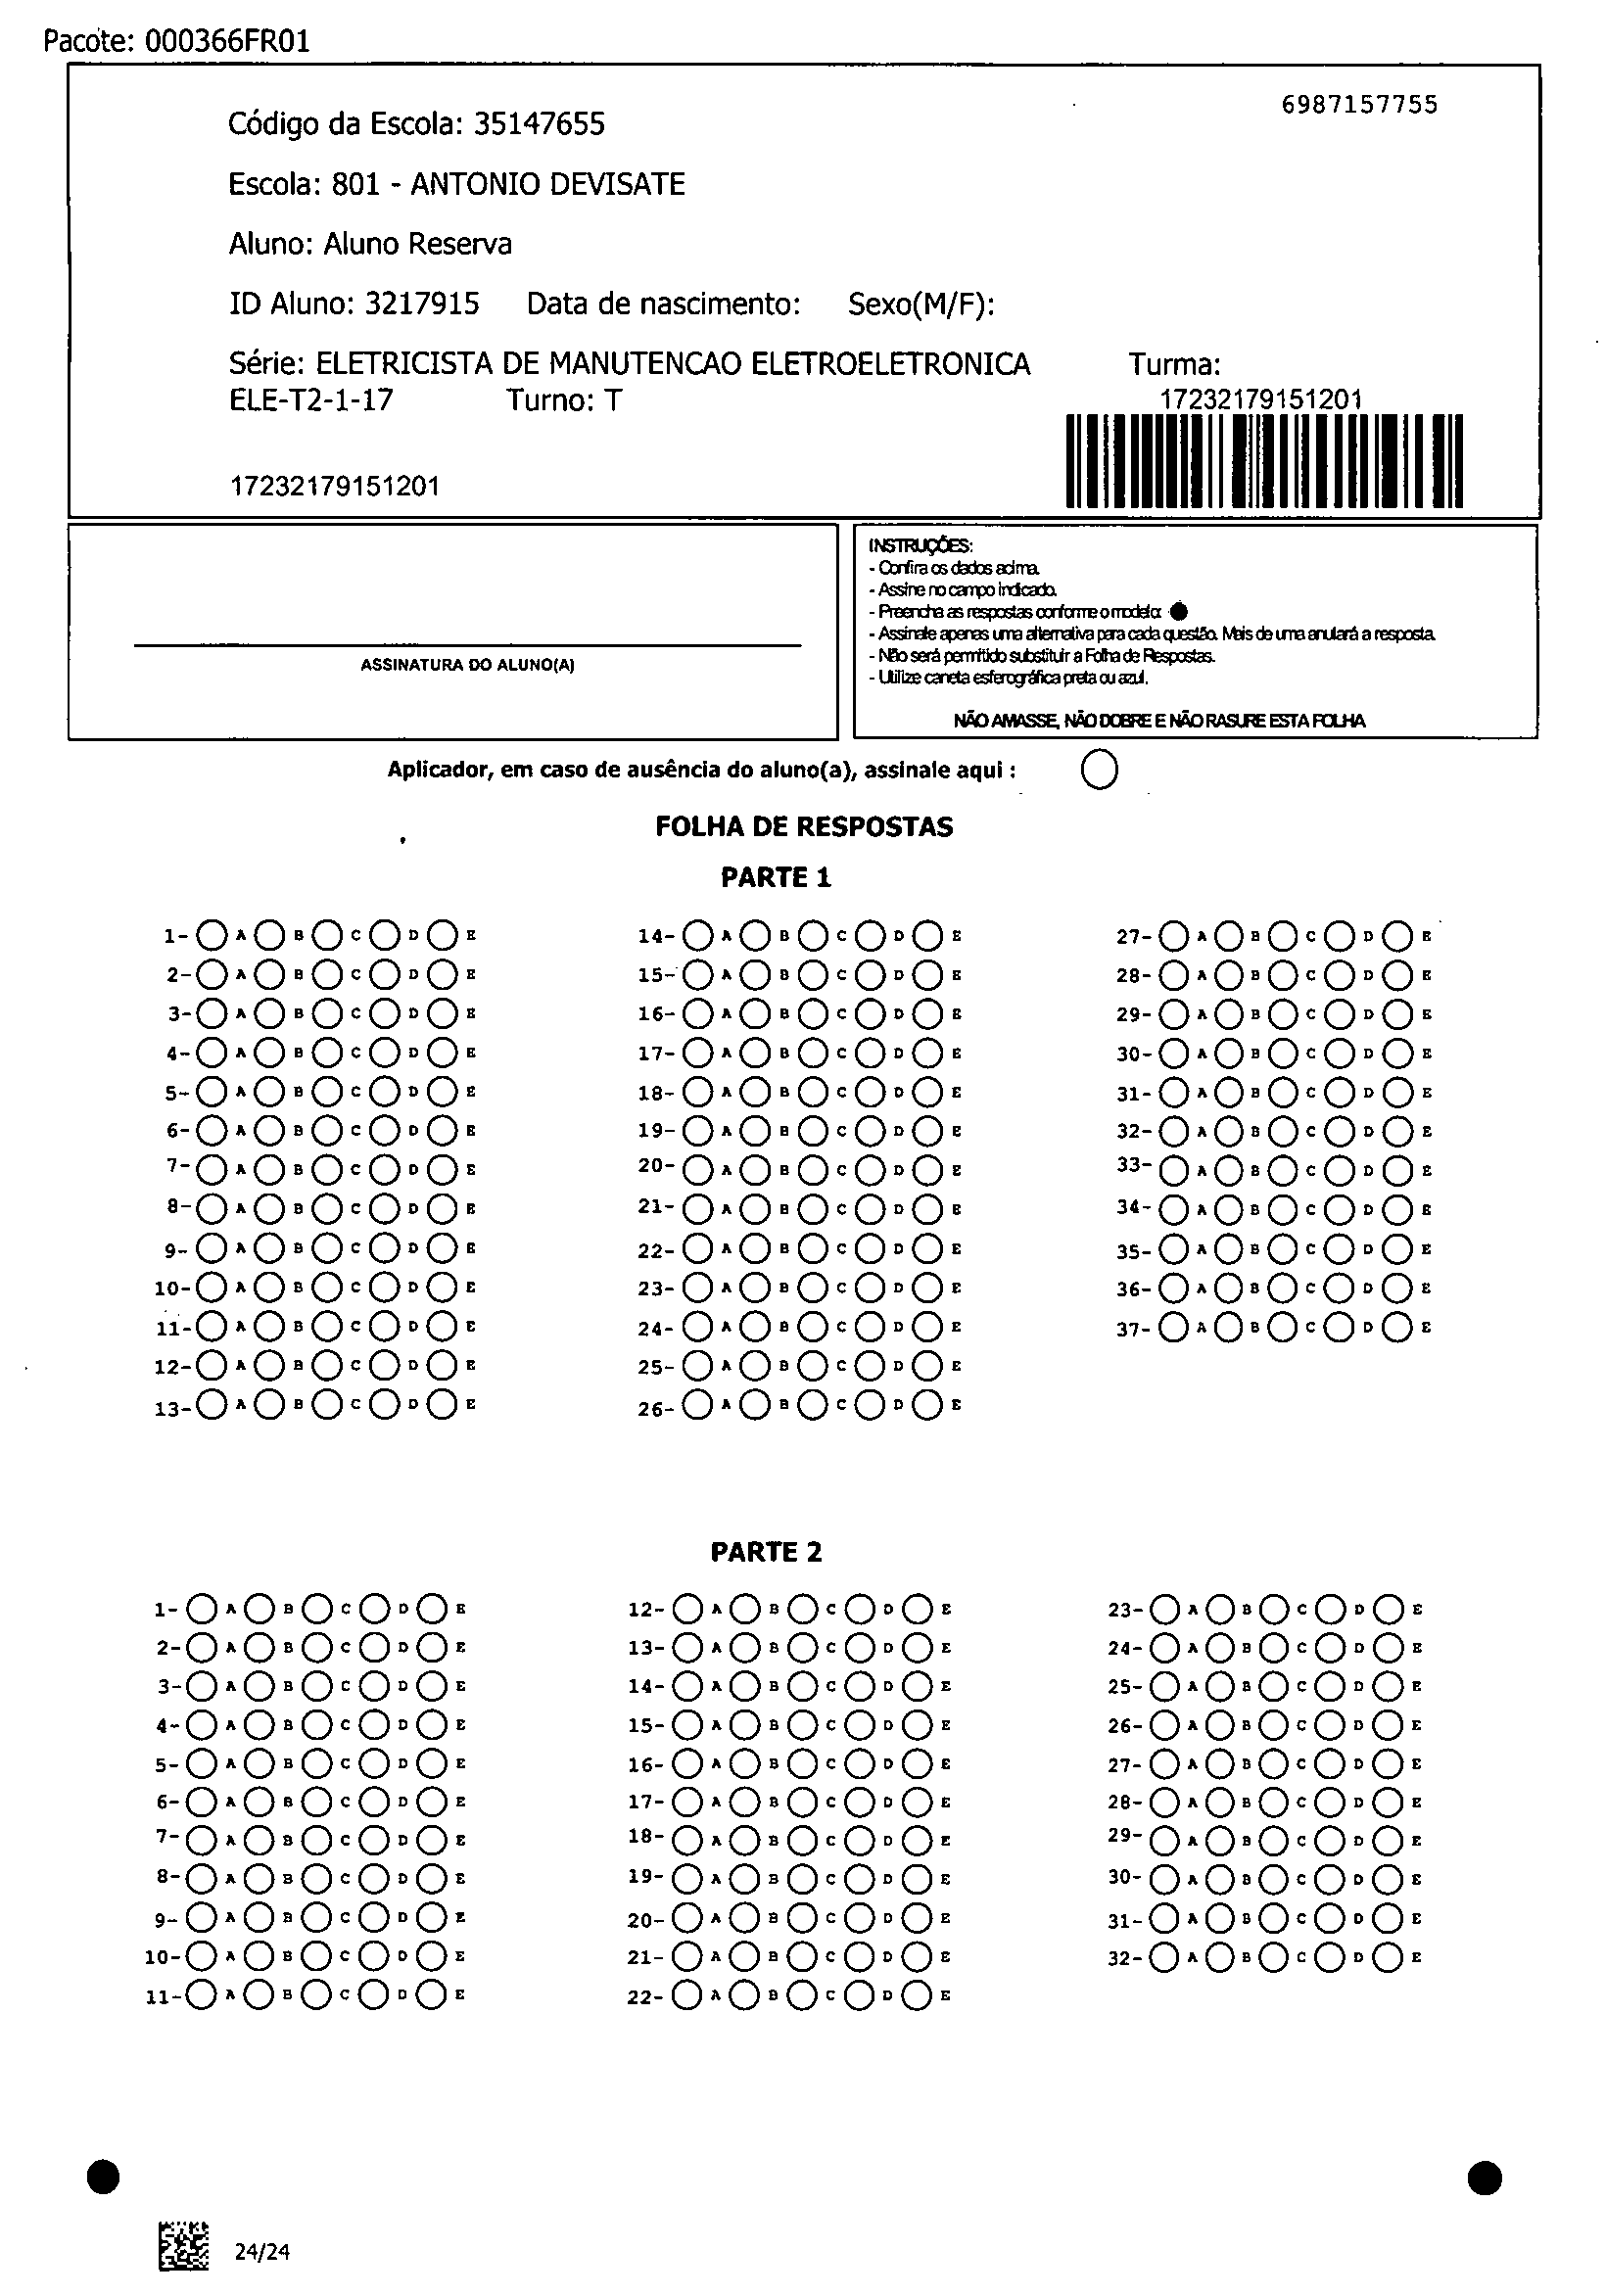 Pacote: 000366FR01
6987157755
Código da Escola: 35147655
Escola: 801 - ANTONIO DEVISATE
Aluno: Aluno Reserva
ID Aluno: 3217915 Data de nascimento: Sexo(M/F):
Série: ELETRICISTA DE MANUTENCAO ELETROELETRONICA Turma:
ELE-T2-1-17 Turno: T
17232179151201
17232179151201
ASSINATURA DO ALUNO(A)
INSTRUÇÕES:
- Confira os dados acima.
- Assine no campo indicado.
- Preencha as respostas conforme o modelo:
- Assinale apenas uma alternativa para cada questão. Mais de uma anulará a resposta.
- Não será permitido substituir a Folha de Respostas.
- Utilize caneta esferográfica preta ou azul.
NÃO AMASSE, NÃO DOBRE E NÃO RASURE ESTA FOLHA
Aplicador, em caso de ausência do aluno(a), assinale aqui :
FOLHA DE RESPOSTAS
PARTE 1
1- A B C D E 14- A B C D E 27- A B C D E
2- A B C D E 15- A B C D E 28- A B C D E
3- A B C D E 16- A B C D E 29- A B C D E
4- A B C D E 17- A B C D E 30- A B C D E
5- A B C D E 18- A B C D E 31- A B C D E
6- A B C D E 19- A B C D E 32- A B C D E
7- A B C D E 20- A B C D E 33- A B C D E
8- A B C D E 21- A B C D E 34- A B C D E
9- A B C D E 22- A B C D E 35- A B C D E
10- A B C D E 23- A B C D E 36- A B C D E
11- A B C D E 24- A B C D E 37- A B C D E
12- A B C D E 25- A B C D E
13- A B C D E 26- A B C D E
PARTE 2
1- A B C D E 12- A B C D E 23- A B C D E
2- A B C D E 13- A B C D E 24- A B C D E
3- A B C D E 14- A B C D E 25- A B C D E
4- A B C D E 15- A B C D E 26- A B C D E
5- A B C D E 16- A B C D E 27- A B C D E
6- A B C D E 17- A B C D E 28- A B C D E
7- A B C D E 18- A B C D E 29- A B C D E
8- A B C D E 19- A B C D E 30- A B C D E
9- A B C D E 20- A B C D E 31- A B C D E
10- A B C D E 21- A B C D E 32- A B C D E
11- A B C D E 22- A B C D E
24/24